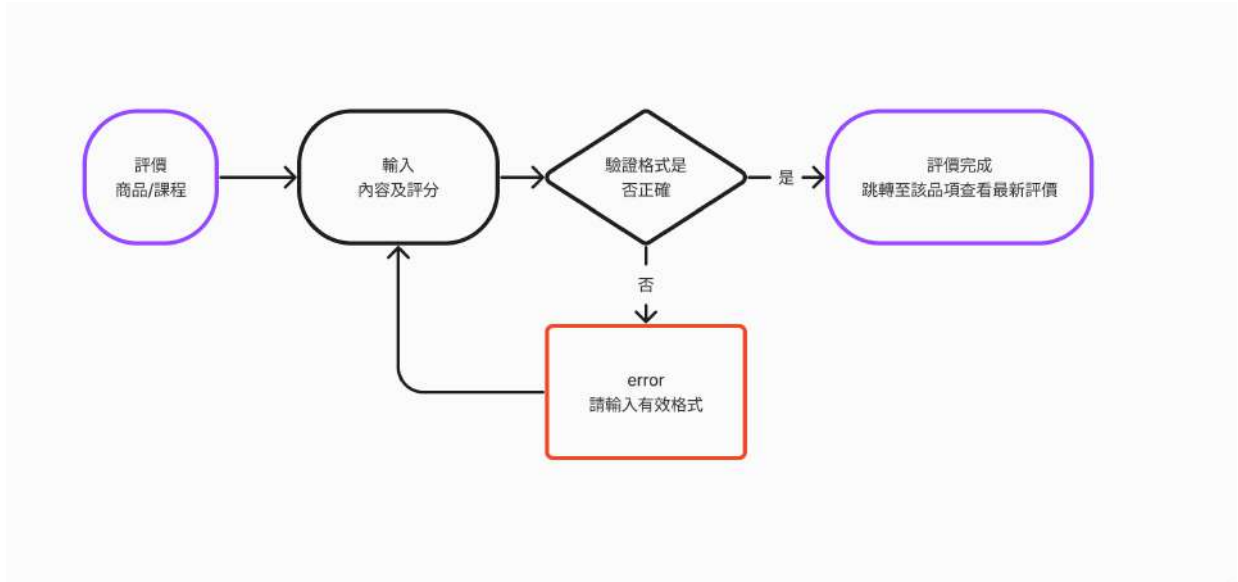 評價
商品/課程
輸入
內容及評分
驗證格式是
否正確
是
評價完成
跳轉至該品項查看最新評價
否
error
請輸入有效格式